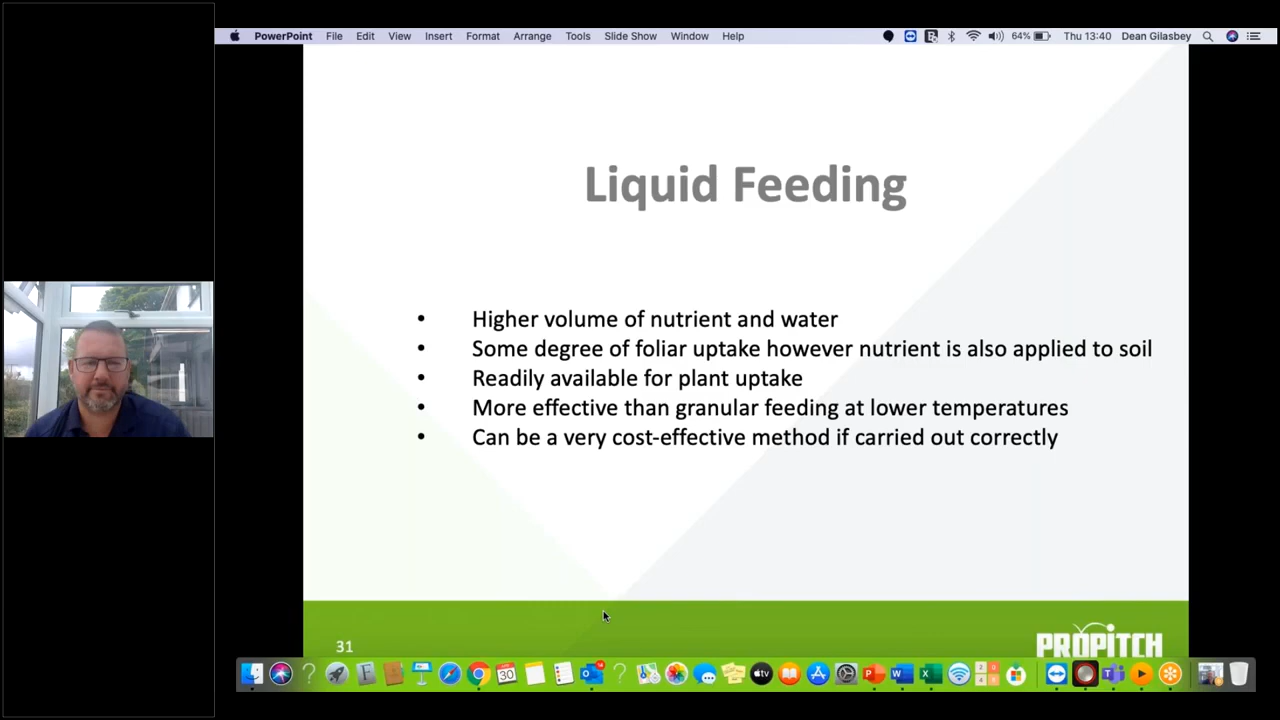 PowerPoint File Edit View Insert Format Arrange Tools Slide Show Window Help 64% Thu 13:40 Dean Gilasbey
Liquid Feeding
• Higher volume of nutrient and water
• Some degree of foliar uptake however nutrient is also applied to soil
• Readily available for plant uptake
• More effective than granular feeding at lower temperatures
• Can be a very cost-effective method if carried out correctly
31
PROPITCH
30
tv